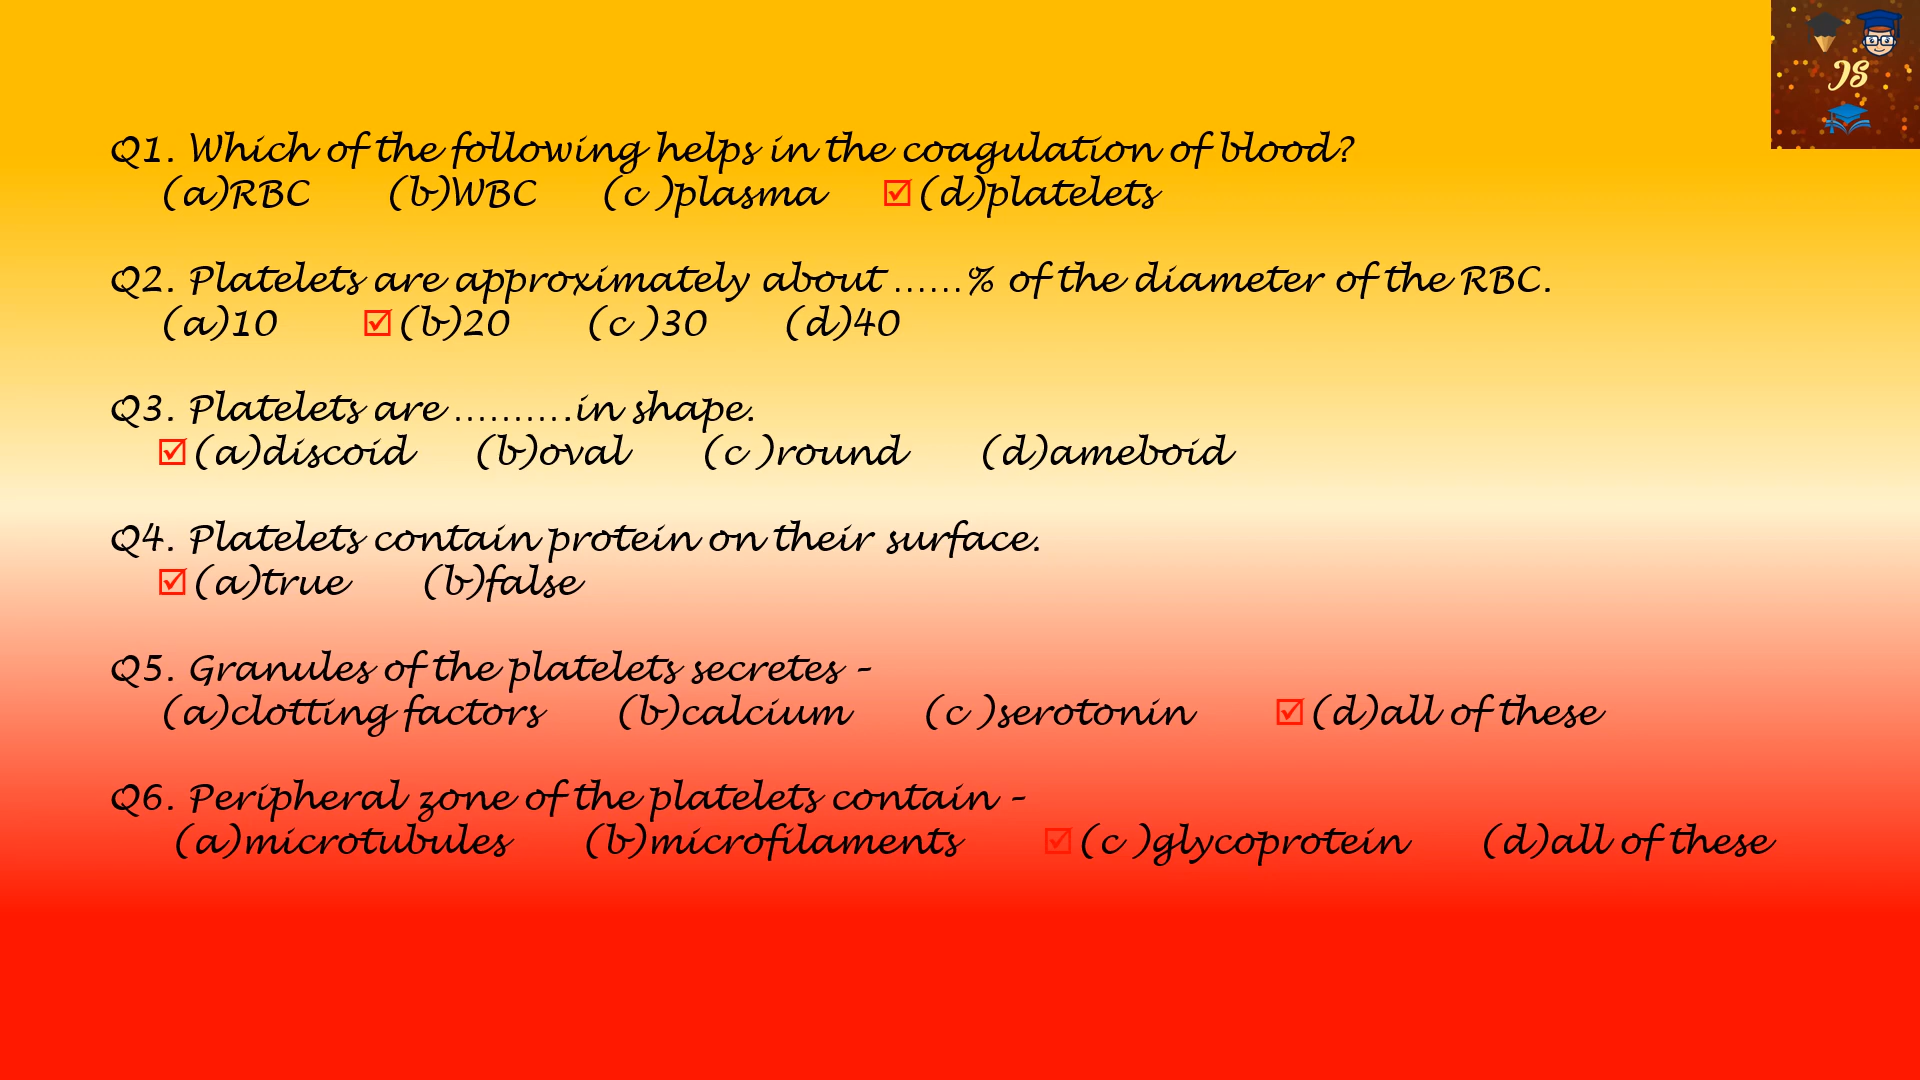 JS
Q1. Which of the following helps in the coagulation of blood?
(a)RBC (b)WBC (c )plasma ☑(d)platelets
Q2. Platelets are approximately about ……% of the diameter of the RBC.
(a)10 ☑(b)20 (c )30 (d)40
Q3. Platelets are ……….in shape.
☑(a)discoid (b)oval (c )round (d)ameboid
Q4. Platelets contain protein on their surface.
☑(a)true (b)false
Q5. Granules of the platelets secretes –
(a)clotting factors (b)calcium (c )serotonin ☑(d)all of these
Q6. Peripheral zone of the platelets contain –
(a)microtubules (b)microfilaments ☑(c )glycoprotein (d)all of these